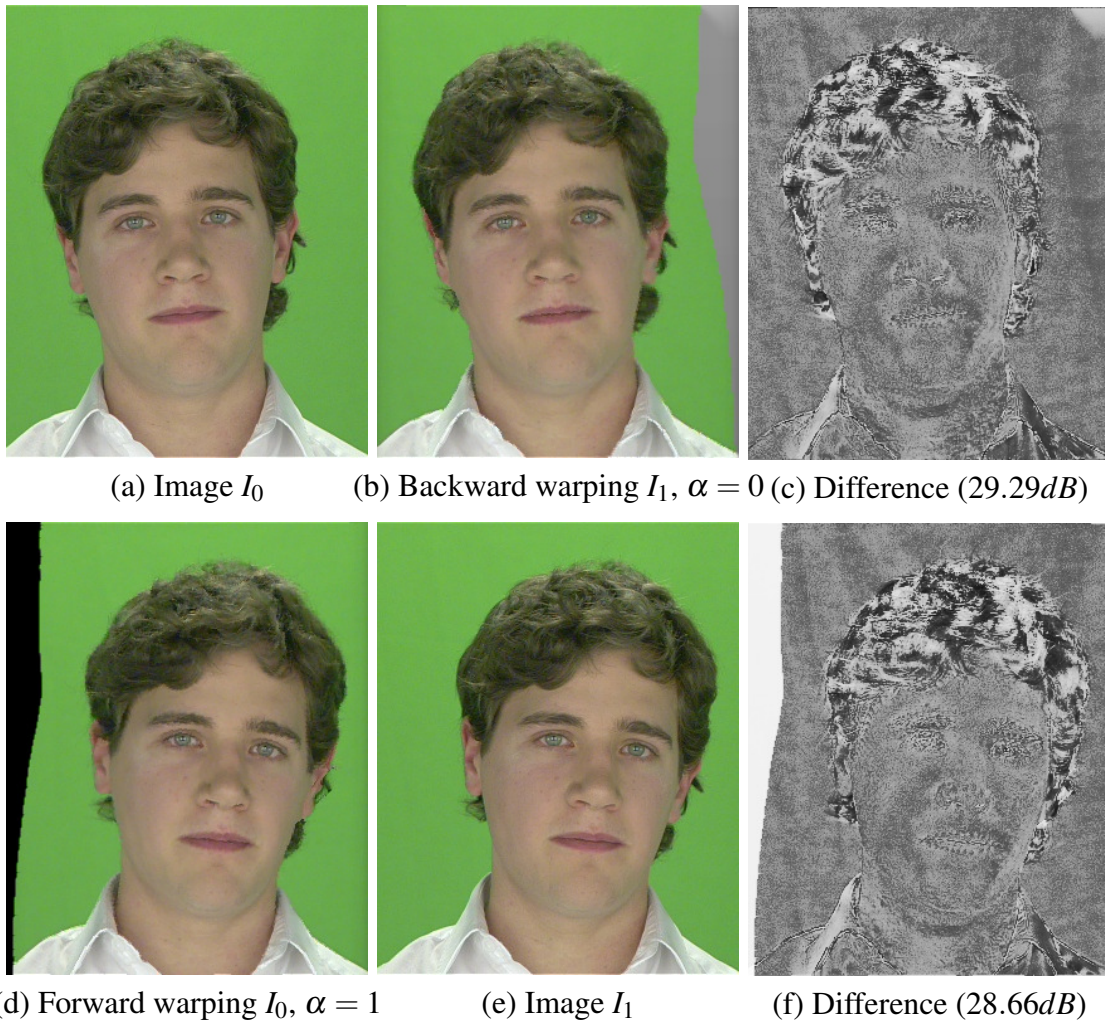 (a) Image I₀
(b) Backward warping I₁, α = 0
(c) Difference (29.29dB)
d) Forward warping I₀, α = 1
(e) Image I₁
(f) Difference (28.66dB)